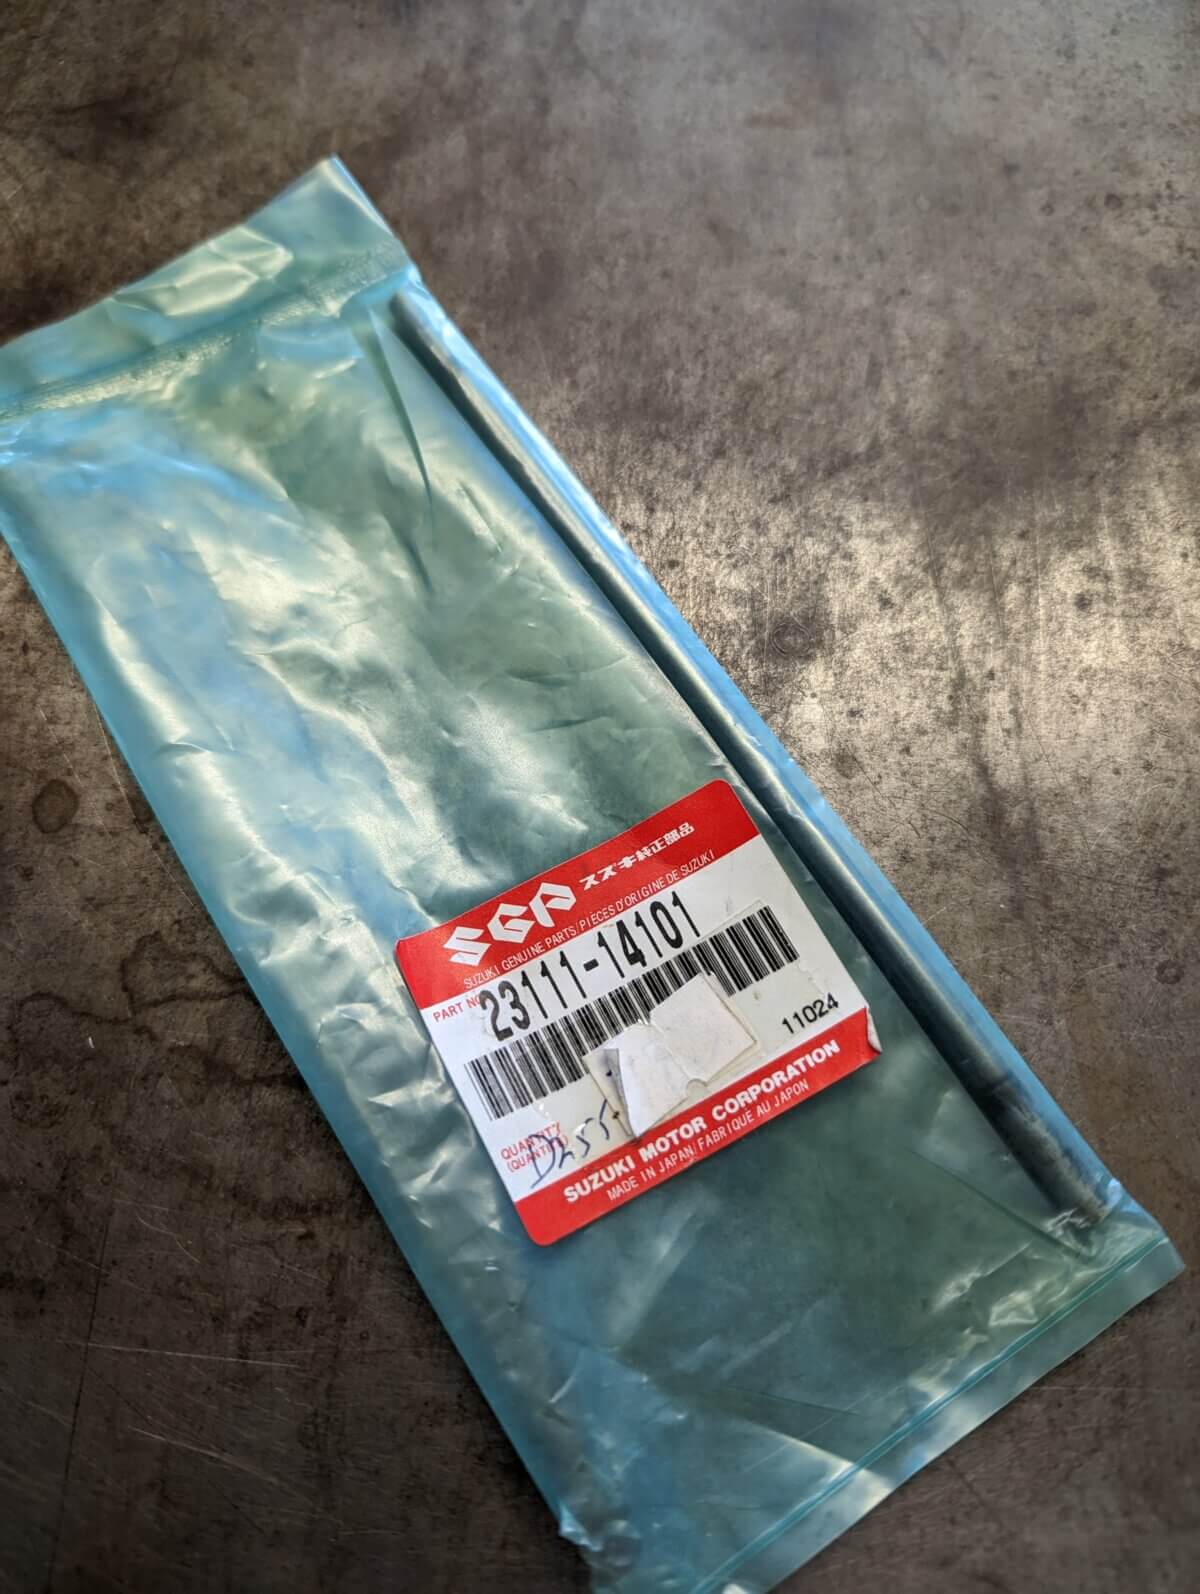 SGP スズキ純正部品
SUZUKI GENUINE PARTS/PIECES D'ORIGINE DE SUZUKI
PART NO
23111-14101
11024
QUANTITY
(QUANTITE)
SUZUKI MOTOR CORPORATION
MADE IN JAPAN/FABRIQUE AU JAPON